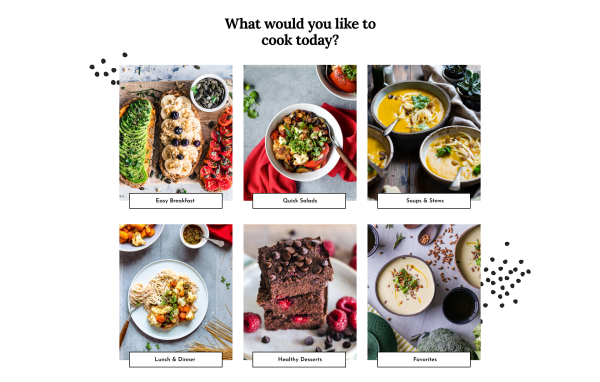 What would you like to
cook today?
Easy Breakfast
Quick Salads
Soups & Stews
Lunch & Dinner
Healthy Desserts
Favorites